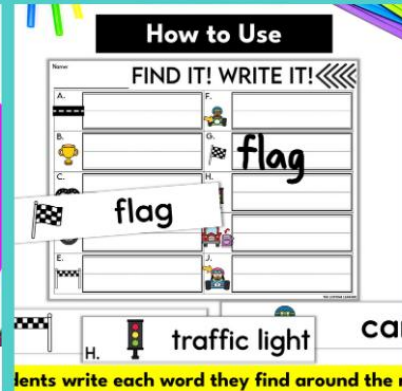 How to Use
Name
FIND IT! WRITE IT!
A.
F.
B.
G.
flag
C.
H.
flag
E.
J.
H.
traffic light
dents write each word they find around the